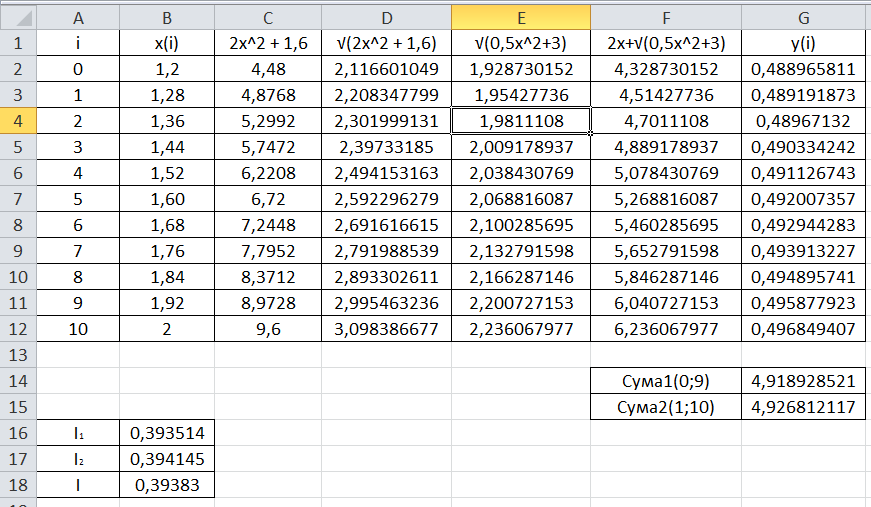 A B C D E F G
1 i x(i) 2x^2 + 1,6 √(2x^2 + 1,6) √(0,5x^2+3) 2x+√(0,5x^2+3) y(i)
2 0 1,2 4,48 2,116601049 1,928730152 4,328730152 0,488965811
3 1 1,28 4,8768 2,208347799 1,95427736 4,51427736 0,489191873
4 2 1,36 5,2992 2,301999131 1,9811108 4,7011108 0,48967132
5 3 1,44 5,7472 2,39733185 2,009178937 4,889178937 0,490334242
6 4 1,52 6,2208 2,494153163 2,038430769 5,078430769 0,491126743
7 5 1,60 6,72 2,592296279 2,068816087 5,268816087 0,492007357
8 6 1,68 7,2448 2,691616615 2,100285695 5,460285695 0,492944283
9 7 1,76 7,7952 2,791988539 2,132791598 5,652791598 0,493913227
10 8 1,84 8,3712 2,893302611 2,166287146 5,846287146 0,494895741
11 9 1,92 8,9728 2,995463236 2,200727153 6,040727153 0,495877923
12 10 2 9,6 3,098386677 2,236067977 6,236067977 0,496849407
13
14 Сума1(0;9) 4,918928521
15 Сума2(1;10) 4,926812117
16 I₁ 0,393514
17 I₂ 0,394145
18 I 0,39383